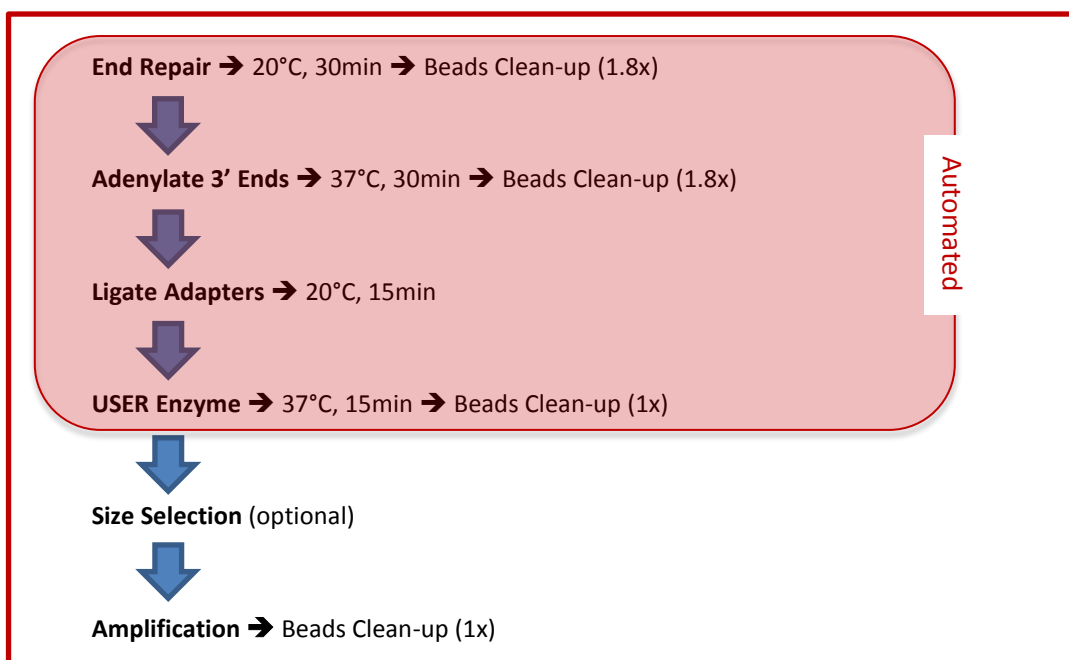 End Repair ➔ 20°C, 30min ➔ Beads Clean-up (1.8x)
Adenylate 3’ Ends ➔ 37°C, 30min ➔ Beads Clean-up (1.8x)
Automated
Ligate Adapters ➔ 20°C, 15min
USER Enzyme ➔ 37°C, 15min ➔ Beads Clean-up (1x)
Size Selection (optional)
Amplification ➔ Beads Clean-up (1x)